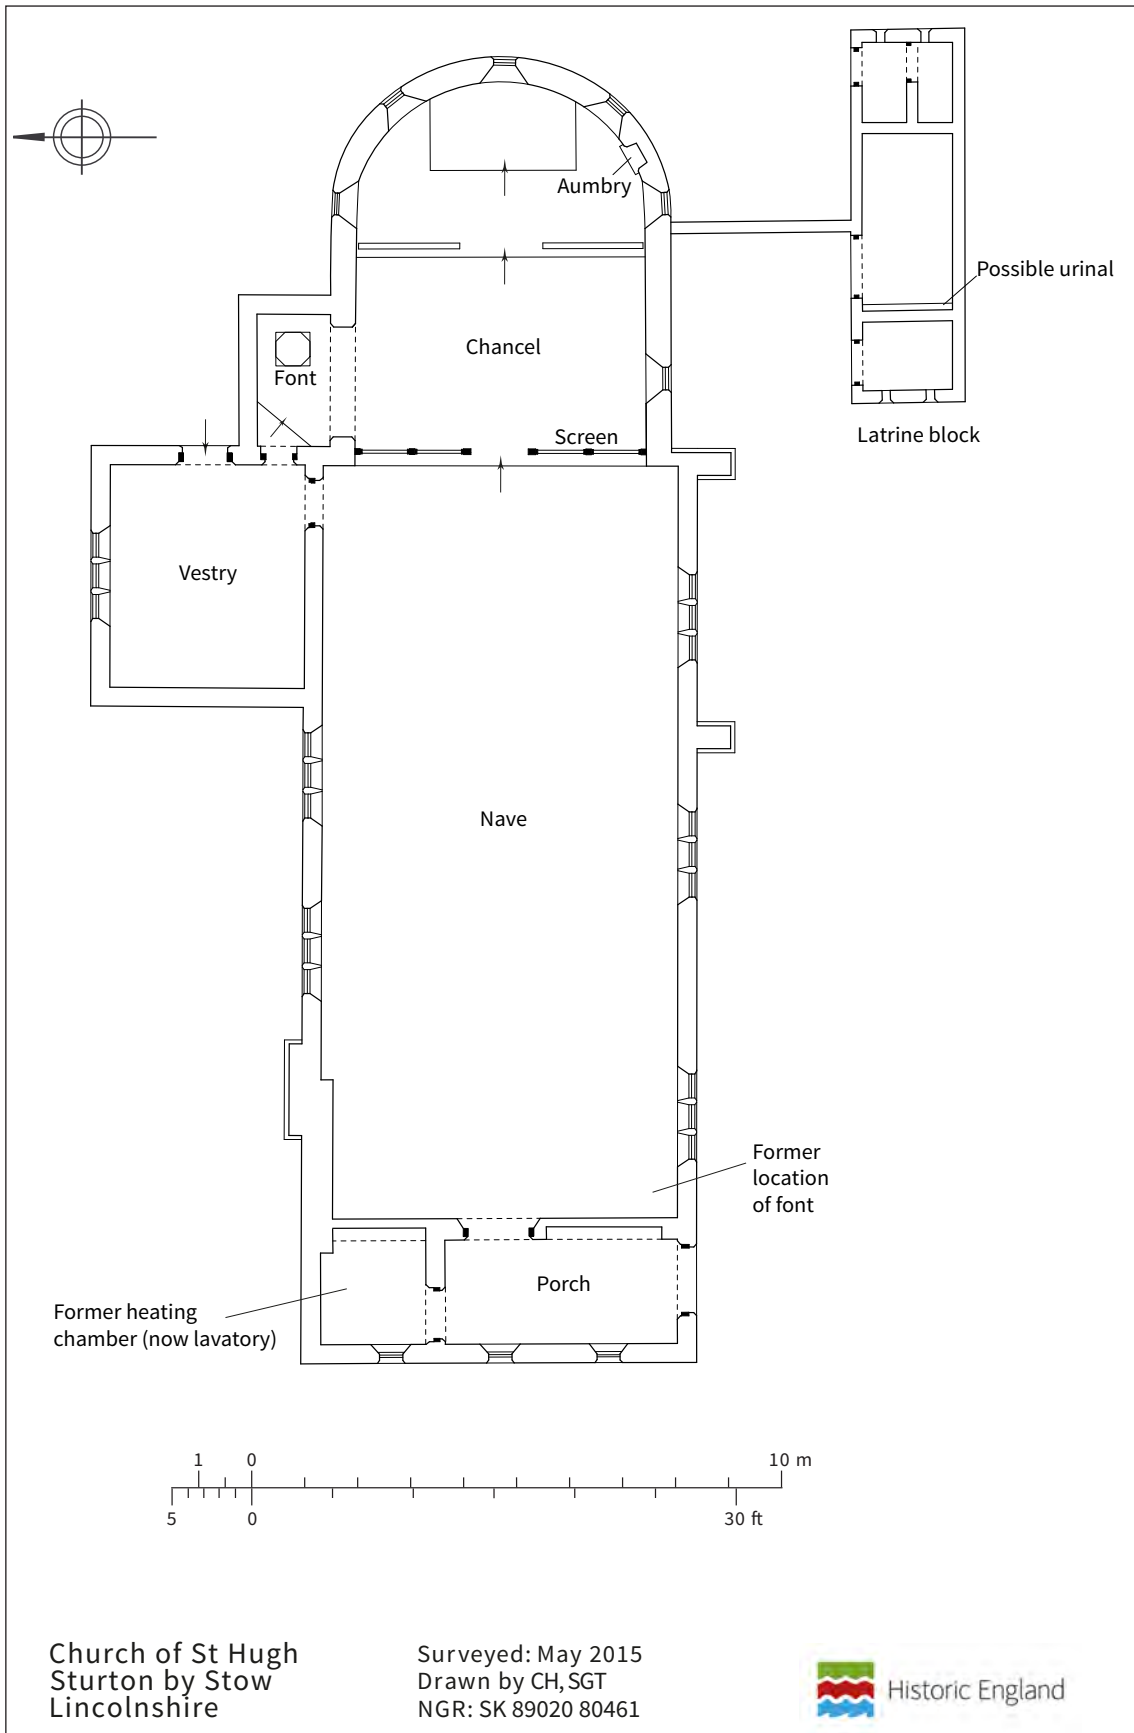 Aumbry
Possible urinal
Chancel
Font
Screen
Latrine block
Vestry
Nave
Former
location
of font
Porch
Former heating
chamber (now lavatory)
1 0 10 m
5 0 30 ft
Church of St Hugh
Sturton by Stow
Lincolnshire
Surveyed: May 2015
Drawn by CH, SGT
NGR: SK 89020 80461
Historic England